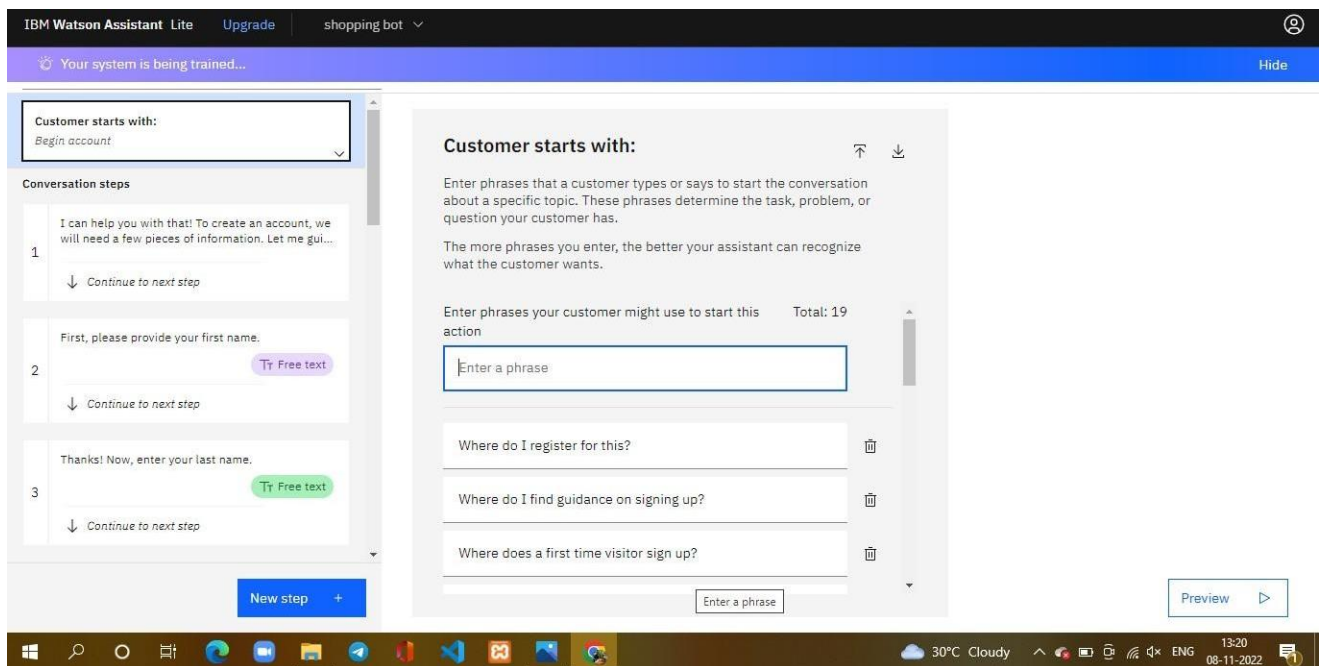 IBM Watson Assistant Lite Upgrade shopping bot
Your system is being trained... Hide
Customer starts with:
Begin account
Conversation steps
1
I can help you with that! To create an account, we
will need a few pieces of information. Let me gui...
Continue to next step
2
First, please provide your first name.
Tт Free text
Continue to next step
3
Thanks! Now, enter your last name.
Tт Free text
Continue to next step
New step +
Customer starts with:
Enter phrases that a customer types or says to start the conversation
about a specific topic. These phrases determine the task, problem, or
question your customer has.
The more phrases you enter, the better your assistant can recognize
what the customer wants.
Enter phrases your customer might use to start this
action
Total: 19
Enter a phrase
Where do I register for this?
Where do I find guidance on signing up?
Where does a first time visitor sign up?
Enter a phrase
Preview
30°C Cloudy ENG 13:20
08-11-2022
1